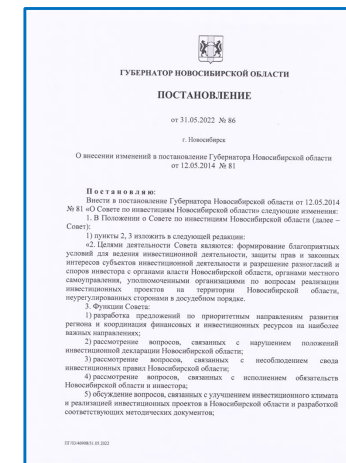 ГУБЕРНАТОР НОВОСИБИРСКОЙ ОБЛАСТИ
ПОСТАНОВЛЕНИЕ
от 31.05.2022 № 86
г. Новосибирск
О внесении изменений в постановление Губернатора Новосибирской области
от 12.05.2014 № 81
Постановляю:
Внести в постановление Губернатора Новосибирской области от 12.05.2014
№ 81 «О Совете по инвестициям Новосибирской области» следующие изменения:
1. В Положении о Совете по инвестициям Новосибирской области (далее –
Совет):
1) пункты 2, 3 изложить в следующей редакции:
«2. Целями деятельности Совета являются: формирование благоприятных
условий для ведения инвестиционной деятельности, защиты прав и законных
интересов субъектов инвестиционной деятельности и разрешение разногласий и
споров инвестора с органами власти Новосибирской области, органами местного
самоуправления, уполномоченными организациями по вопросам реализации
инвестиционных проектов на территории Новосибирской области,
неурегулированных сторонами в досудебном порядке.
3. Функции Совета:
1) разработка предложений по приоритетным направлениям развития
региона и координация финансовых и инвестиционных ресурсов на наиболее
важных направлениях;
2) рассмотрение вопросов, связанных с нарушением положений
инвестиционной декларации Новосибирской области;
3) рассмотрение вопросов, связанных с несоблюдением свода
инвестиционных правил Новосибирской области;
4) рассмотрение вопросов, связанных с исполнением обязательств
Новосибирской области и инвестора;
5) обсуждение вопросов, связанных с улучшением инвестиционного климата
и реализацией инвестиционных проектов в Новосибирской области и разработкой
соответствующих методических документов;